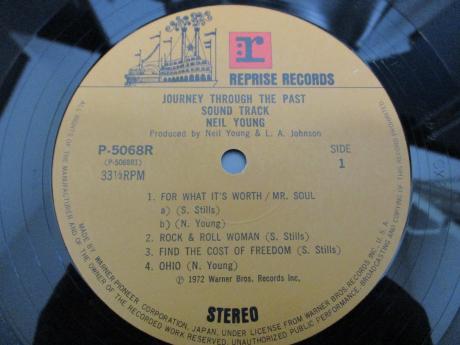 r
REPRISE RECORDS
JOURNEY THROUGH THE PAST
SOUND TRACK
NEIL YOUNG
Produced by Neil Young & L. A. Johnson
P-5068R
(P-5068R1)
33⅓RPM
SIDE
1
1. FOR WHAT IT'S WORTH / MR. SOUL
a) (S. Stills)
b) (N. Young)
2. ROCK & ROLL WOMAN (S. Stills)
3. FIND THE COST OF FREEDOM (S. Stills)
4. OHIO (N. Young)
Ⓟ 1972 Warner Bros. Records Inc,
STEREO
ALL RIGHTS OF THE MANUFACTURER AND OF THE OWNER OF THE RECORDED WORK RESERVED. UNAUTHORIZED PUBLIC PERFORMANCE, BROADCASTING AND COPYING OF THIS RECORD PROHIBITED.
MADE BY WARNER-PIONEER CORPORATION, JAPAN, UNDER LICENSE FROM WARNER BROS. RECORDS INC., U.S.A.